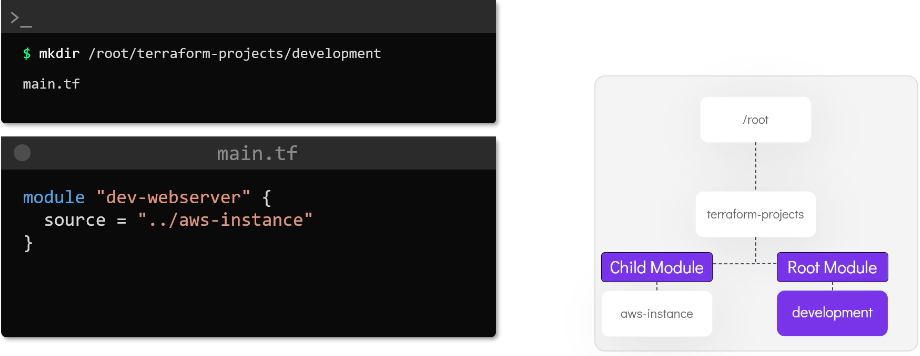 >_
$ mkdir /root/terraform-projects/development
main.tf
main.tf
module "dev-webserver" {
  source = "../aws-instance"
}
/root
terraform-projects
Child Module
Root Module
aws-instance
development